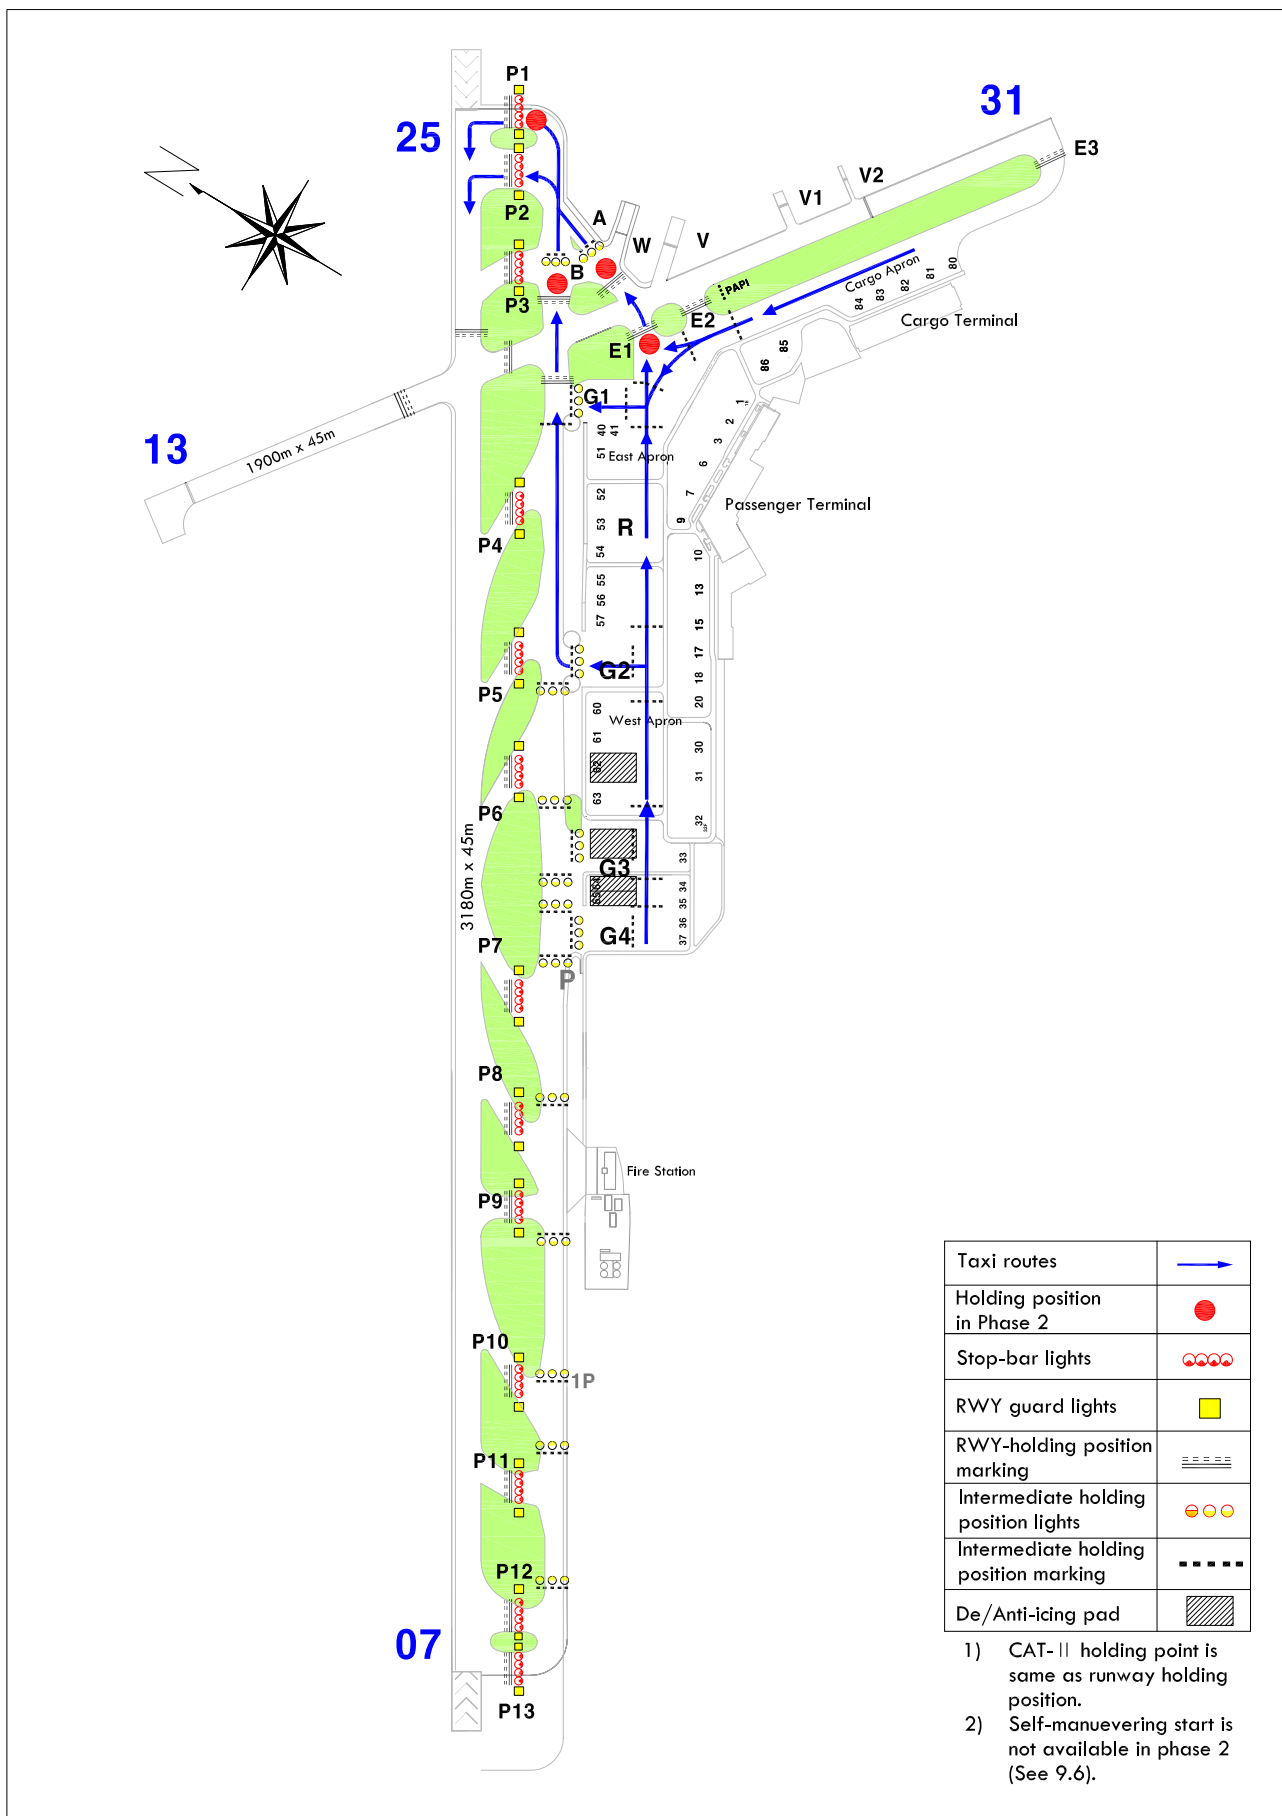 P1
31
25
E3
V2
V1
P2
A
W
V
B
P3
PAPI
Cargo Apron
80
81
82
83
84
E2
E1
Cargo Terminal
85
86
G1
1
2
3
6
7
9
40
41
51
East Apron
13
1900m x 45m
52
53
54
R
Passenger Terminal
P4
55
56
57
10
13
15
17
18
20
G2
P5
60
61
62
63
West Apron
30
31
32
P6
3180m x 45m
G3
64
65
33
34
35
36
37
G4
P7
P
P8
Fire Station
P9
P10
1P
P11
P12
07
P13
Taxi routes
Holding position
in Phase 2
Stop-bar lights
RWY guard lights
RWY-holding position
marking
Intermediate holding
position lights
Intermediate holding
position marking
De/Anti-icing pad
1) CAT-II holding point is
same as runway holding
position.
2) Self-manuevering start is
not available in phase 2
(See 9.6).